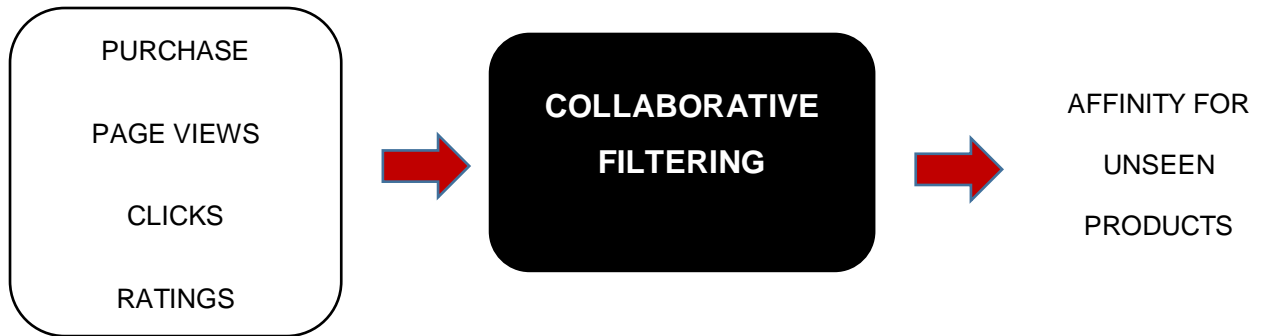 PURCHASE
PAGE VIEWS
CLICKS
RATINGS
COLLABORATIVE
FILTERING
AFFINITY FOR
UNSEEN
PRODUCTS